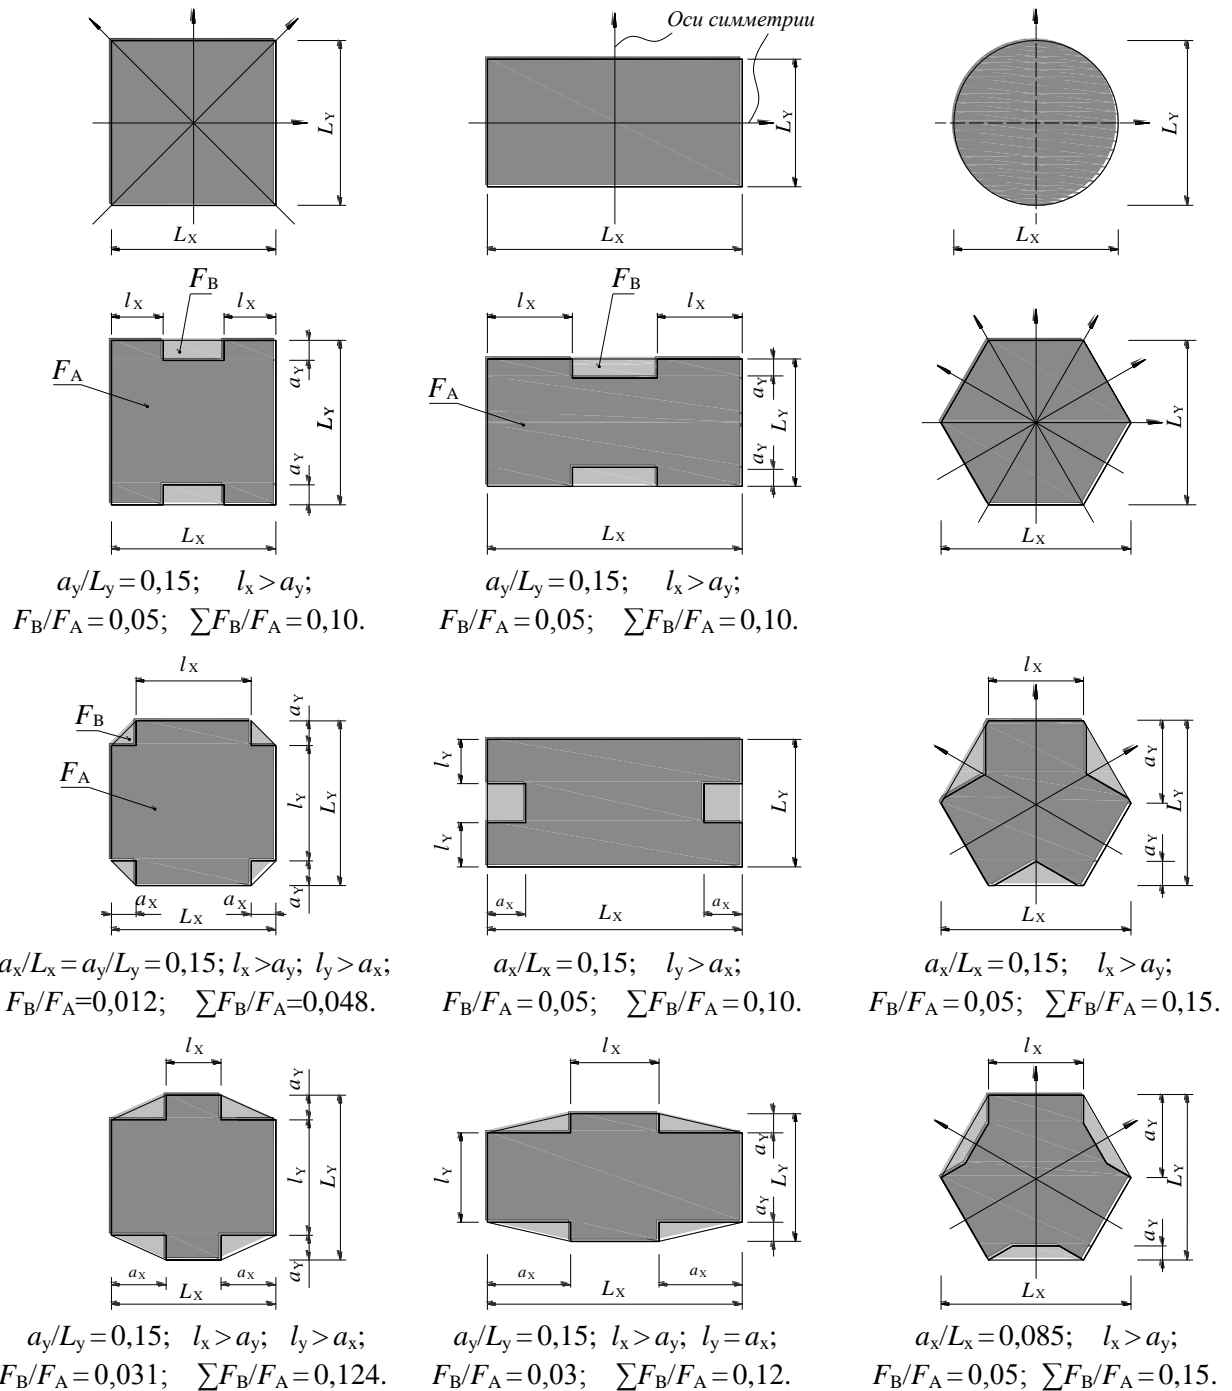 Оси симметрии
L_Y L_Y L_Y
L_X L_X L_X
F_B F_B
l_X l_X l_X l_X
a_Y a_Y
F_A L_Y F_A L_Y L_Y
a_Y a_Y
L_X L_X L_X
a_y/L_y = 0,15; l_x > a_y; a_y/L_y = 0,15; l_x > a_y;
F_B/F_A = 0,05; ∑F_B/F_A = 0,10. F_B/F_A = 0,05; ∑F_B/F_A = 0,10.
l_X l_X
F_B a_Y l_Y a_Y
F_A l_Y L_Y L_Y L_Y
a_Y l_Y a_Y
a_X a_X a_X a_X
L_X L_X L_X
a_x/L_x = a_y/L_y = 0,15; l_x > a_y; l_y > a_x; a_x/L_x = 0,15; l_y > a_x; a_x/L_x = 0,15; l_x > a_y;
F_B/F_A=0,012; ∑F_B/F_A=0,048. F_B/F_A = 0,05; ∑F_B/F_A = 0,10. F_B/F_A = 0,05; ∑F_B/F_A = 0,15.
l_X l_X l_X
a_Y a_Y a_Y
l_Y L_Y l_Y L_Y L_Y
a_Y a_Y a_Y
a_X a_X a_X a_X
L_X L_X L_X
a_y/L_y = 0,15; l_x > a_y; l_y > a_x; a_y/L_y = 0,15; l_x > a_y; l_y = a_x; a_x/L_x = 0,085; l_x > a_y;
F_B/F_A = 0,031; ∑F_B/F_A = 0,124. F_B/F_A = 0,03; ∑F_B/F_A = 0,12. F_B/F_A = 0,05; ∑F_B/F_A = 0,15.